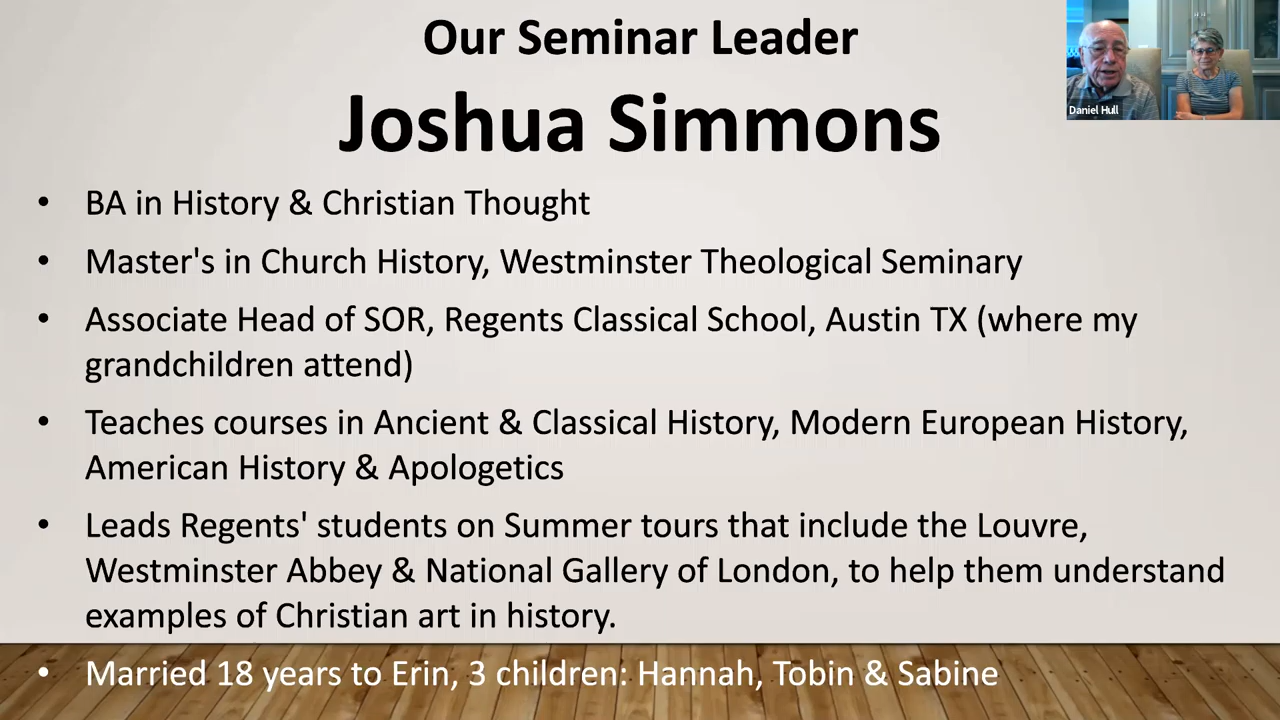 Our Seminar Leader
Joshua Simmons
Daniel Hull
• BA in History & Christian Thought
• Master's in Church History, Westminster Theological Seminary
• Associate Head of SOR, Regents Classical School, Austin TX (where my
grandchildren attend)
• Teaches courses in Ancient & Classical History, Modern European History,
American History & Apologetics
• Leads Regents' students on Summer tours that include the Louvre,
Westminster Abbey & National Gallery of London, to help them understand
examples of Christian art in history.
• Married 18 years to Erin, 3 children: Hannah, Tobin & Sabine